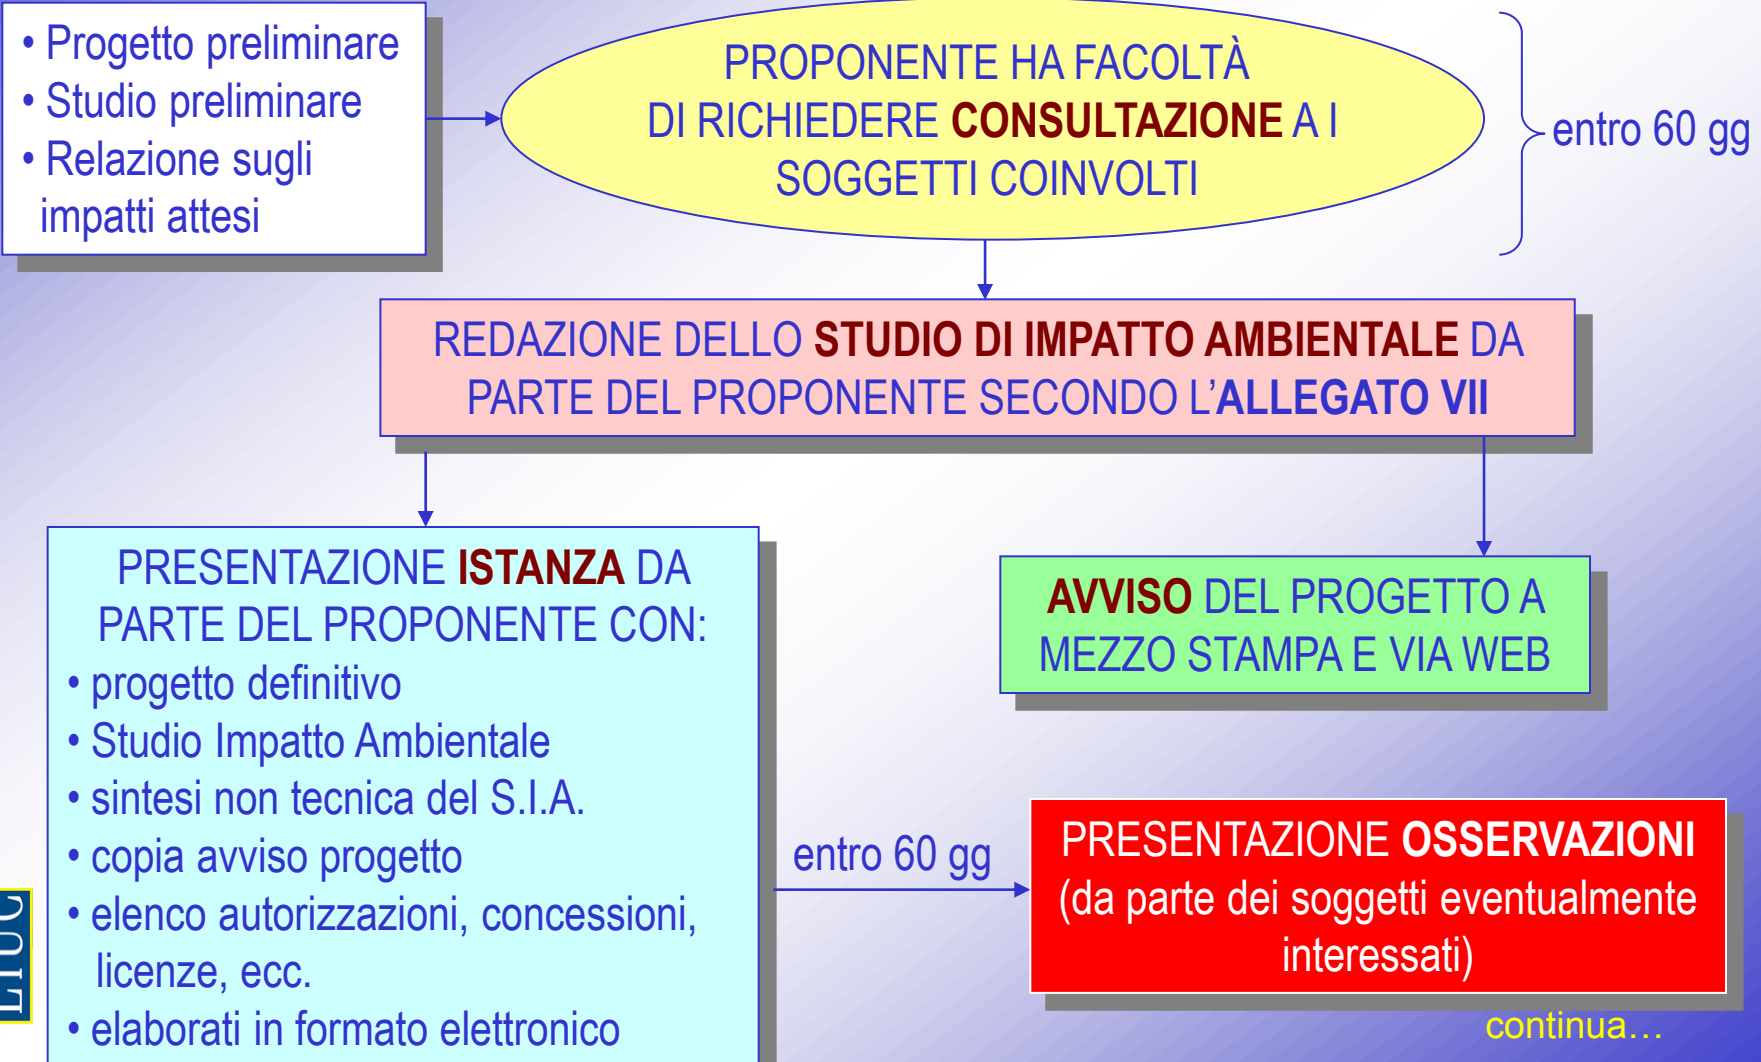 • Progetto preliminare
• Studio preliminare
• Relazione sugli
impatti attesi
PROPONENTE HA FACOLTÀ
DI RICHIEDERE CONSULTAZIONE A I
SOGGETTI COINVOLTI
entro 60 gg
REDAZIONE DELLO STUDIO DI IMPATTO AMBIENTALE DA
PARTE DEL PROPONENTE SECONDO L’ALLEGATO VII
PRESENTAZIONE ISTANZA DA
PARTE DEL PROPONENTE CON:
• progetto definitivo
• Studio Impatto Ambientale
• sintesi non tecnica del S.I.A.
• copia avviso progetto
• elenco autorizzazioni, concessioni,
licenze, ecc.
• elaborati in formato elettronico
AVVISO DEL PROGETTO A
MEZZO STAMPA E VIA WEB
entro 60 gg
PRESENTAZIONE OSSERVAZIONI
(da parte dei soggetti eventualmente
interessati)
continua…
LIUC